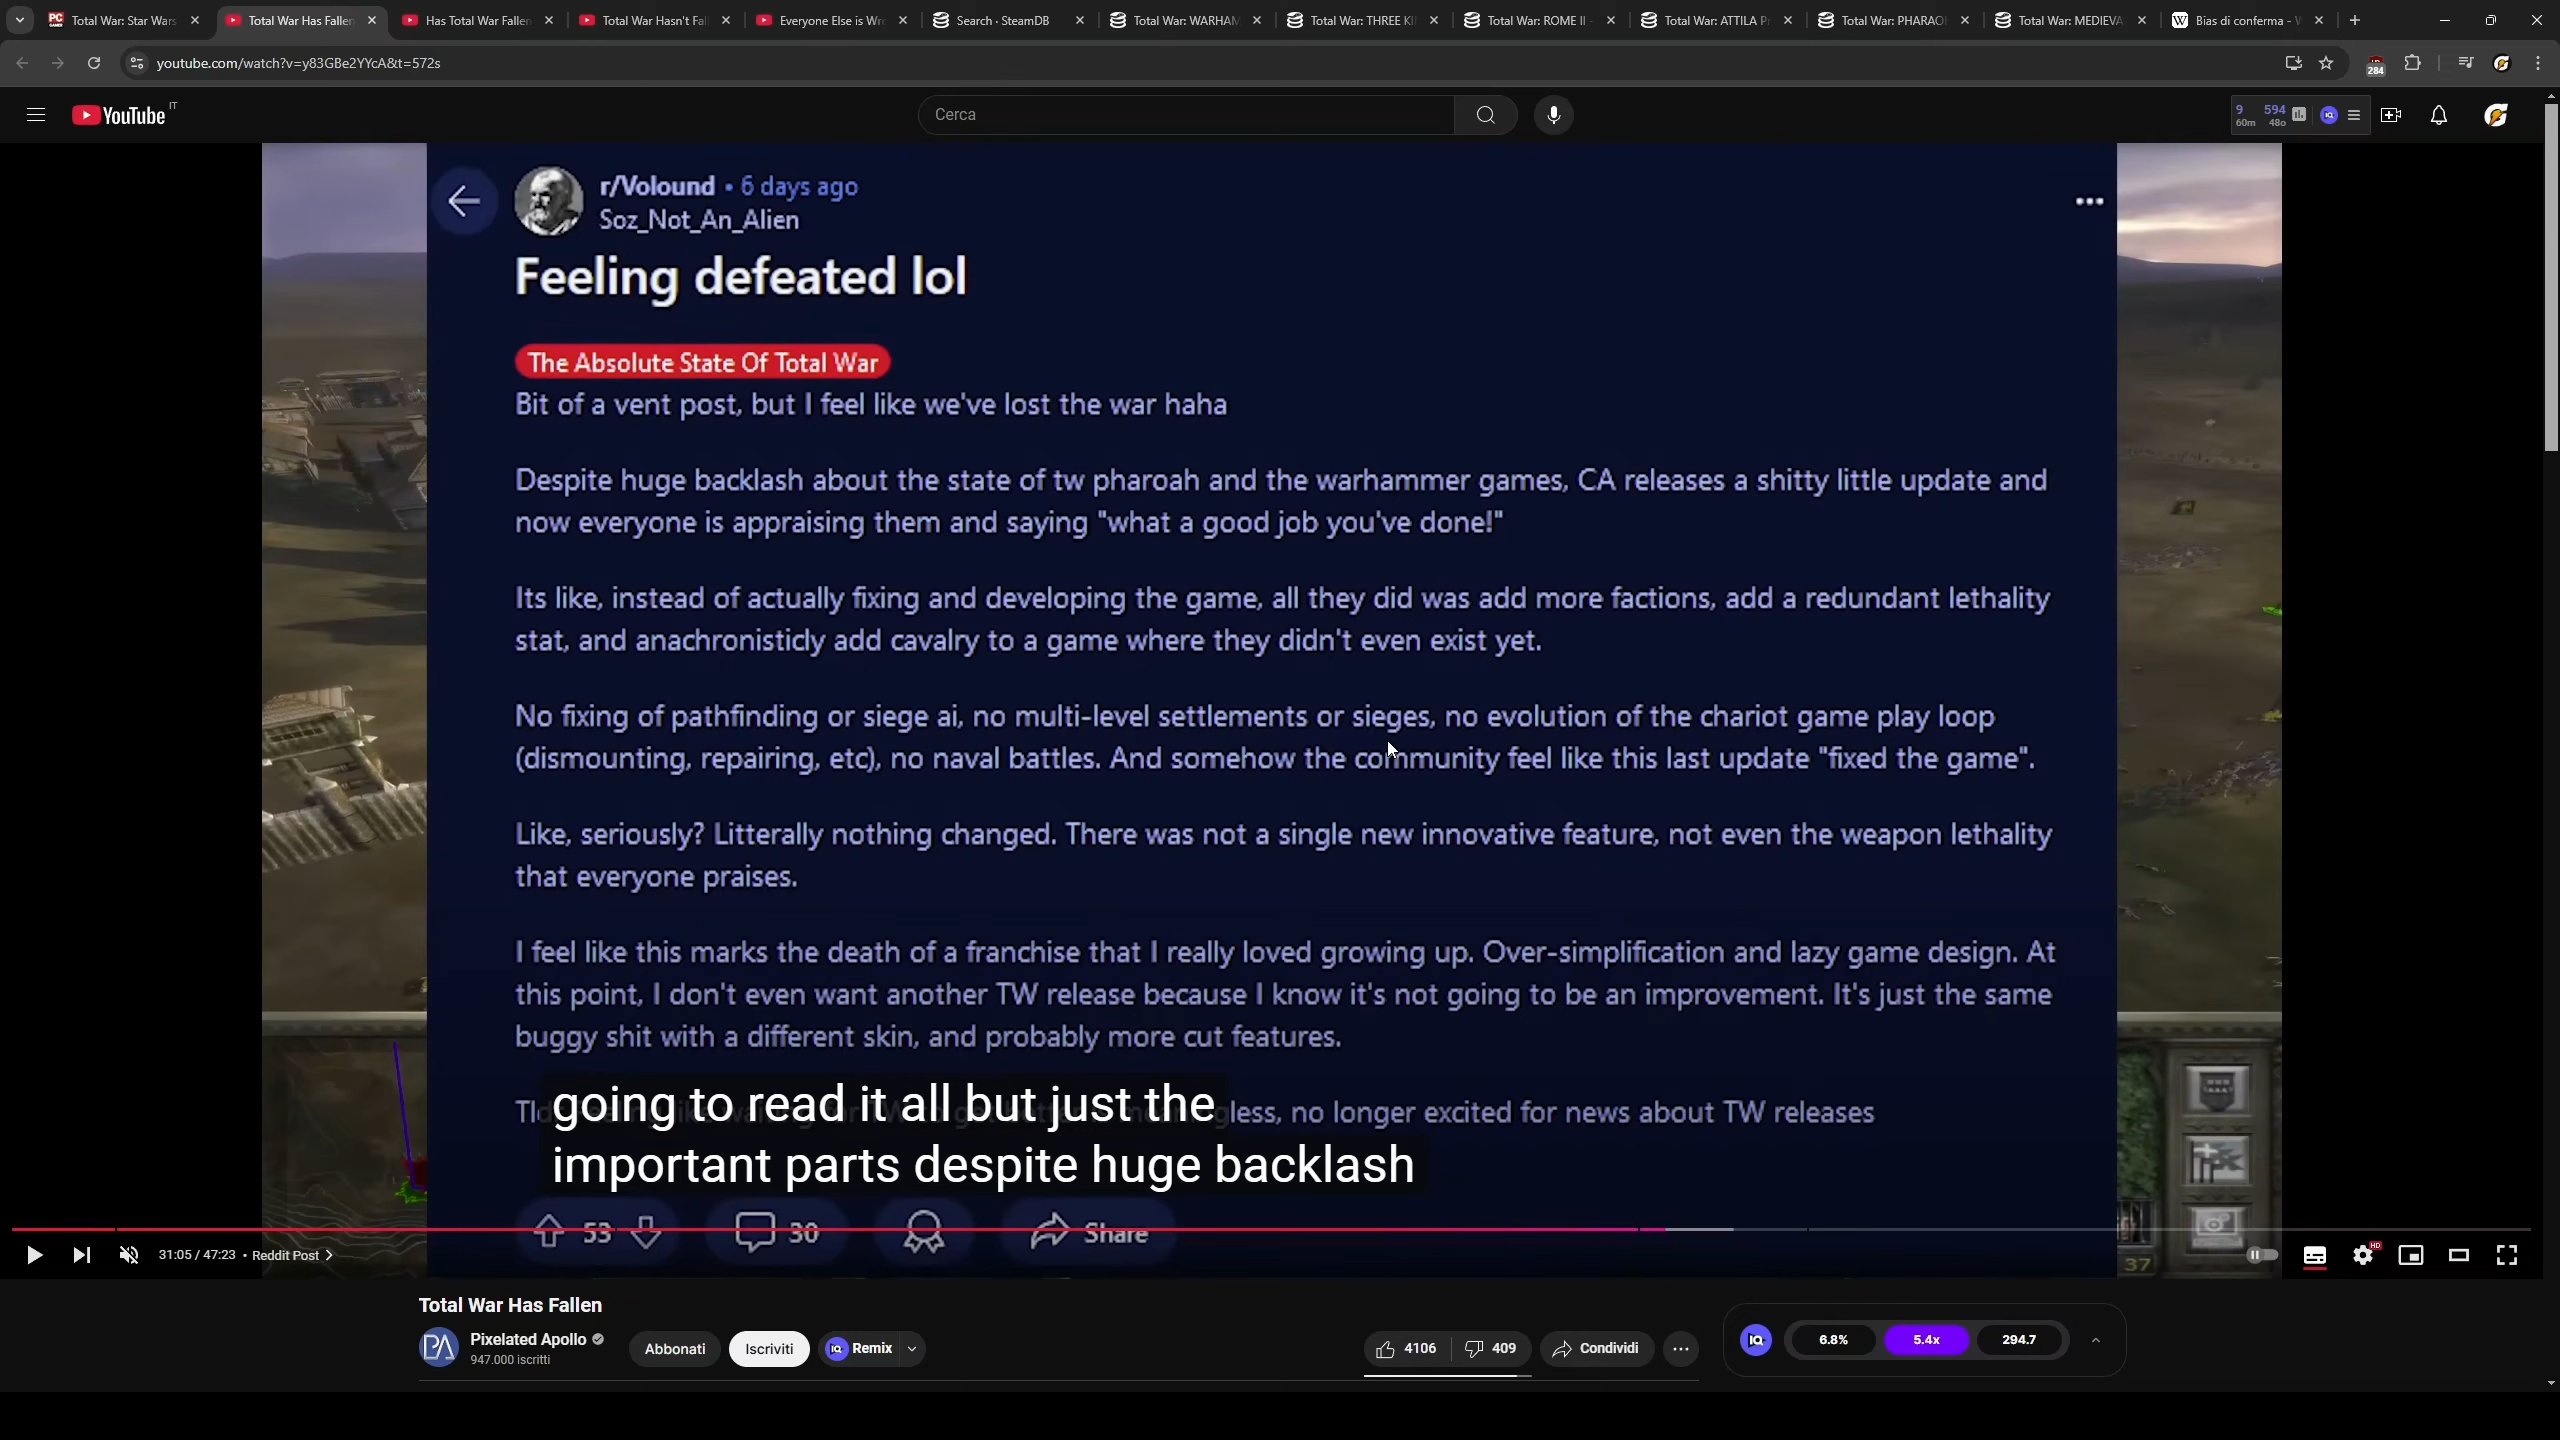 Total War: Star Wars
Total War Has Fallen
Has Total War Fallen
Total War Hasn't Fal
Everyone Else is Wr
Search · SteamDB
Total War: WARHAM
Total War: THREE KI
Total War: ROME II -
Total War: ATTILA P
Total War: PHARAO
Total War: MEDIEVA
Bias di conferma -
youtube.com/watch?v=y83GBe2YYcA&t=572s
284
YouTube IT
Cerca
9 594
60m 48o
r/Volound • 6 days ago
Soz_Not_An_Alien
Feeling defeated lol
The Absolute State Of Total War
Bit of a vent post, but I feel like we've lost the war haha
Despite huge backlash about the state of tw pharoah and the warhammer games, CA releases a shitty little update and
now everyone is appraising them and saying "what a good job you've done!"
Its like, instead of actually fixing and developing the game, all they did was add more factions, add a redundant lethality
stat, and anachronisticly add cavalry to a game where they didn't even exist yet.
No fixing of pathfinding or siege ai, no multi-level settlements or sieges, no evolution of the chariot game play loop
(dismounting, repairing, etc), no naval battles. And somehow the community feel like this last update "fixed the game".
Like, seriously? Litterally nothing changed. There was not a single new innovative feature, not even the weapon lethality
that everyone praises.
I feel like this marks the death of a franchise that I really loved growing up. Over-simplification and lazy game design. At
this point, I don't even want another TW release because I know it's not going to be an improvement. It's just the same
buggy shit with a different skin, and probably more cut features.
no longer excited for news about TW releases
going to read it all but just the
important parts despite huge backlash
53 30 Share
37
31:05 / 47:23 • Reddit Post
HD
Total War Has Fallen
Pixelated Apollo
947.000 iscritti
Abbonati Iscriviti Remix
4106 409 Condividi
IQ 6.8% 5.4x 294.7